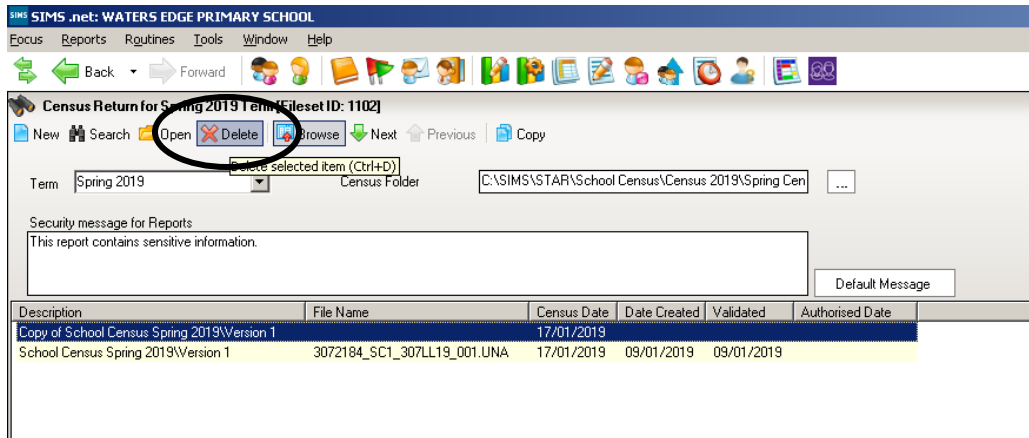 SIMS SIMS .net: WATERS EDGE PRIMARY SCHOOL
Focus Reports Routines Tools Window Help
Back Forward
Census Return for Spring 2019 Term [Fileset ID: 1102]
New Search Open Delete Browse Next Previous Copy
Delete selected item (Ctrl+D)
Term Spring 2019 Census Folder C:\SIMS\STAR\School Census\Census 2019\Spring Cen ...
Security message for Reports
This report contains sensitive information.
Default Message
Description File Name Census Date Date Created Validated Authorised Date
Copy of School Census Spring 2019\Version 1 17/01/2019
School Census Spring 2019\Version 1 3072184_SC1_307LL19_001.UNA 17/01/2019 09/01/2019 09/01/2019